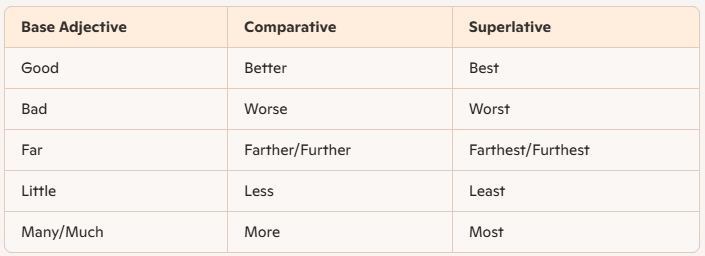 Base Adjective Comparative Superlative
Good Better Best
Bad Worse Worst
Far Farther/Further Farthest/Furthest
Little Less Least
Many/Much More Most